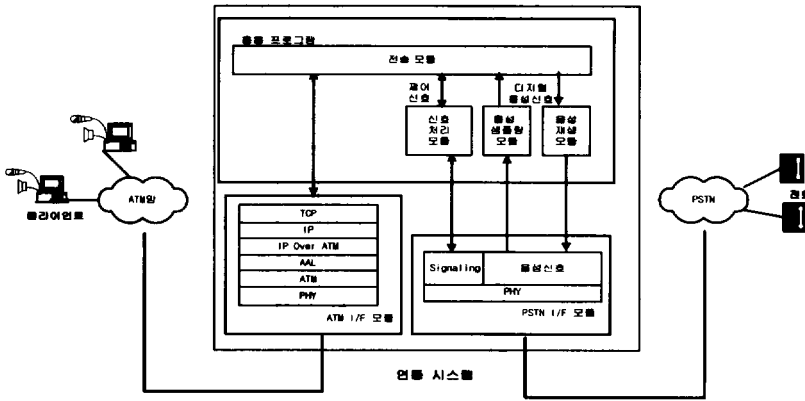 응용 프로그램
전송 모듈
제어
신호
디지털
음성신호
신호
처리
모듈
음성
샘플링
모듈
음성
재생
모듈
클라이언트
ATM망
PSTN
전화
TCP
IP
IP Over ATM
AAL
ATM
PHY
ATM I/F 모듈
Signaling
음성신호
PHY
PSTN I/F 모듈
연동 시스템